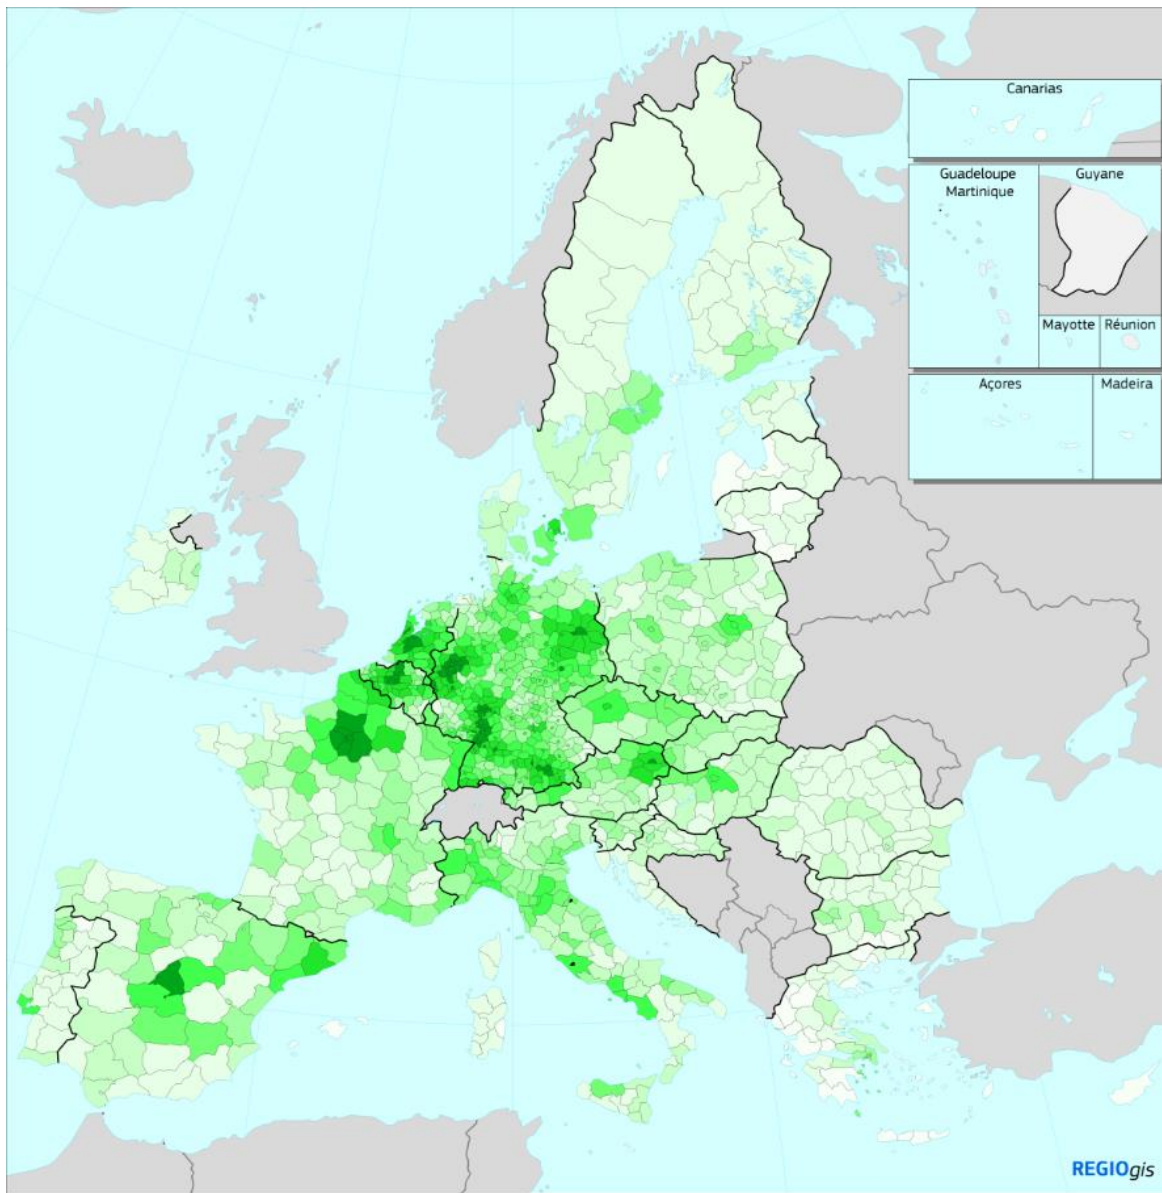 Canarias
Guadeloupe
Martinique
Guyane
Mayotte
Réunion
Açores
Madeira
REGIOgis